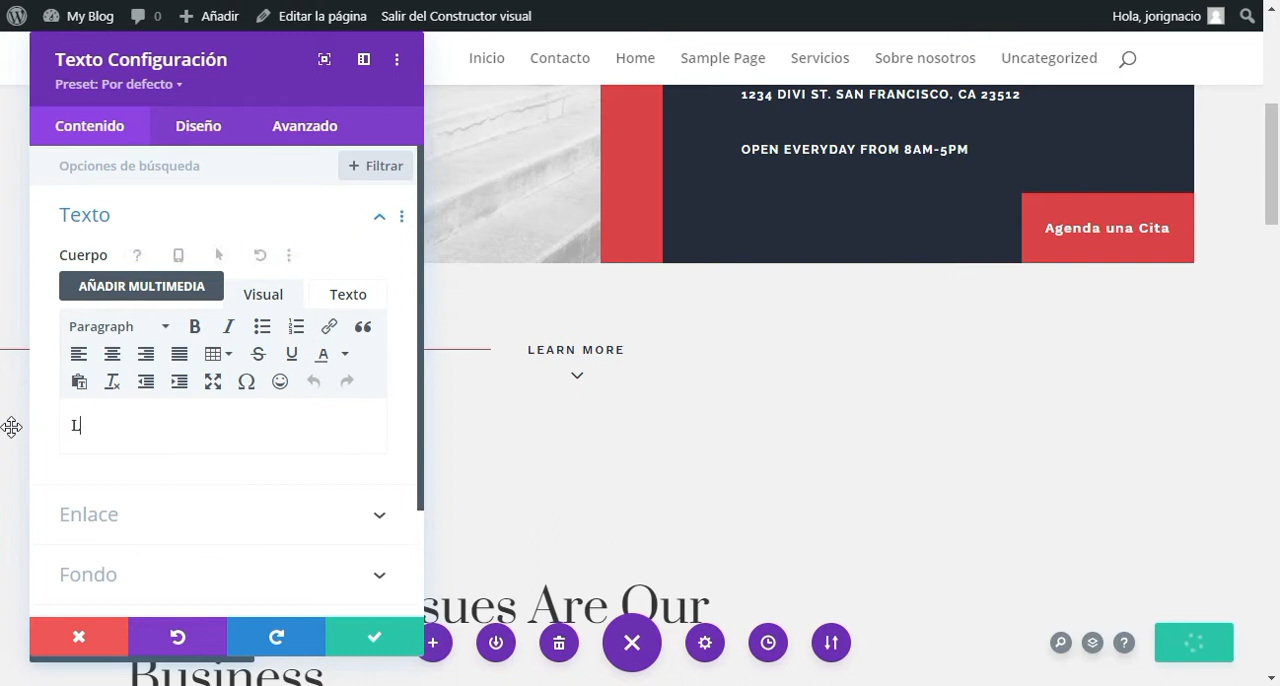 My Blog 0 Añadir Editar la página Salir del Constructor visual Hola, jorignacio
Texto Configuración
Preset: Por defecto
Inicio Contacto Home Sample Page Servicios Sobre nosotros Uncategorized
Contenido Diseño Avanzado
1234 DIVI ST. SAN FRANCISCO, CA 23512
OPEN EVERYDAY FROM 8AM-5PM
Opciones de búsqueda + Filtrar
Texto
Agenda una Cita
Cuerpo
AÑADIR MULTIMEDIA Visual Texto
Paragraph
LEARN MORE
L
Enlace
Fondo
sues Are Our
Business